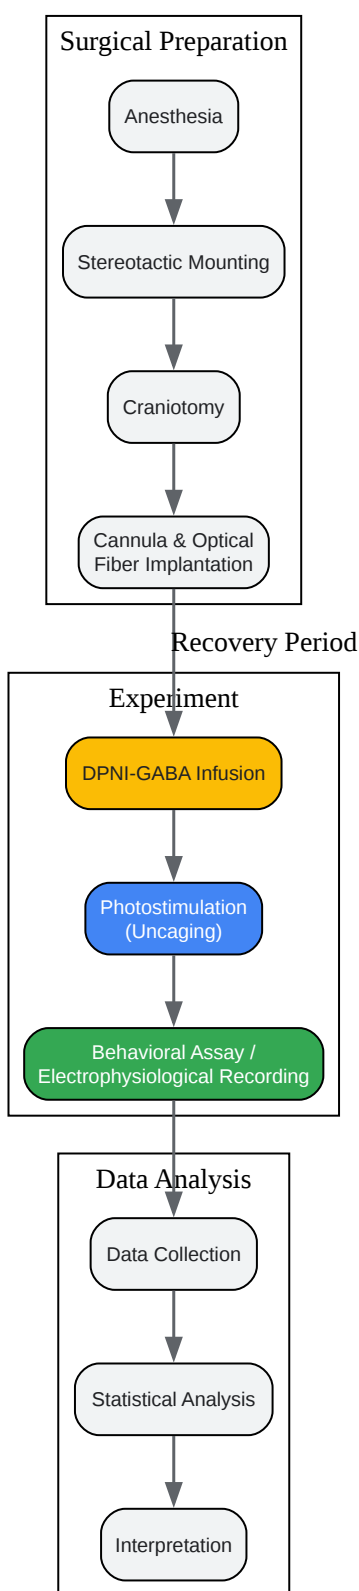 Surgical Preparation
Anesthesia
Stereotactic Mounting
Craniotomy
Cannula & Optical
Fiber Implantation
Recovery Period
Experiment
DPNI-GABA Infusion
Photostimulation
(Uncaging)
Behavioral Assay /
Electrophysiological Recording
Data Analysis
Data Collection
Statistical Analysis
Interpretation